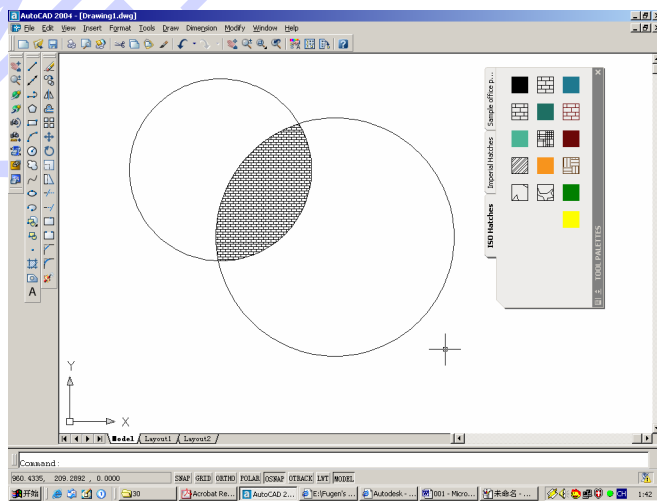 AutoCAD 2004 - [Drawing1.dwg]
File Edit View Insert Format Tools Draw Dimension Modify Window Help
Sample office p...
Imperial Hatches
ISO Hatches
TOOL PALETTES
Y
X
A
Model Layout1 Layout2
Command:
960.4335, 209.2892 , 0.0000 SNAP GRID ORTHO POLAR OSNAP OTRACK LWT MODEL
开始 30 Acrobat Re... AutoCAD 2... E:\Fugen's ... Autodesk - ... 001 - Micro... 未命名 - ... CH 1:42